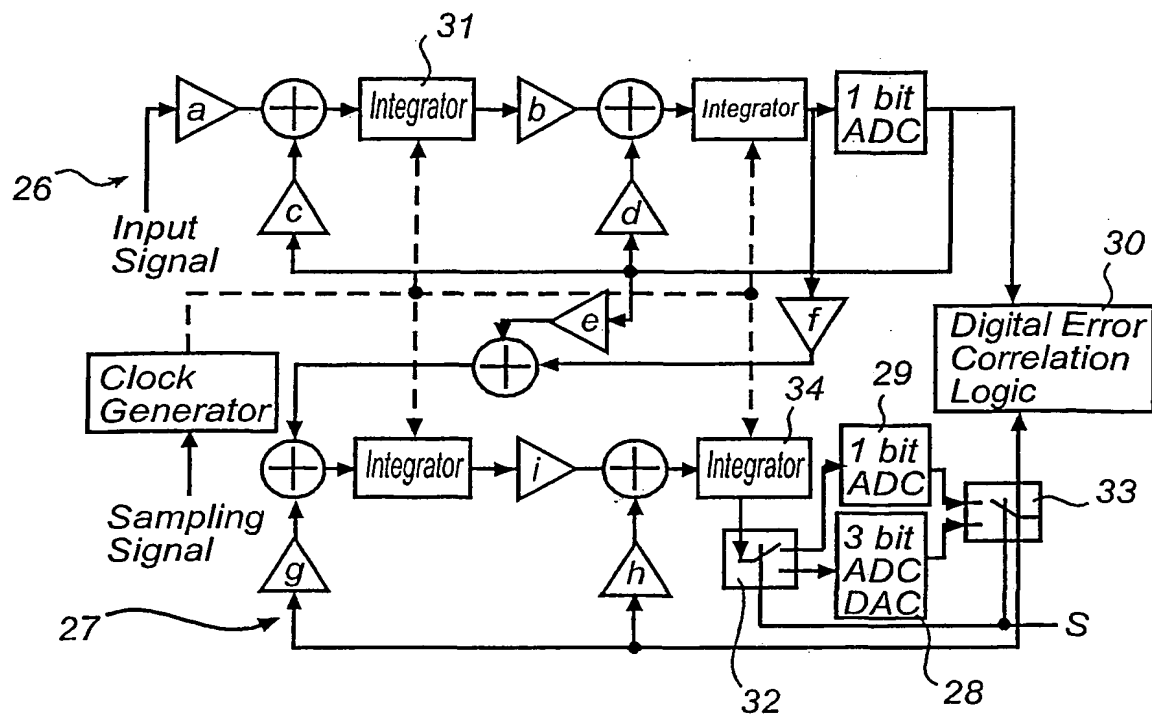 31
a
Integrator
b
Integrator
1 bit
ADC
26
c
d
Input
Signal
30
e
f
Digital Error
Correlation
Logic
Clock
Generator
34
29
Integrator
i
Integrator
1 bit
ADC
33
Sampling
Signal
g
h
3 bit
ADC
DAC
27
S
32
28